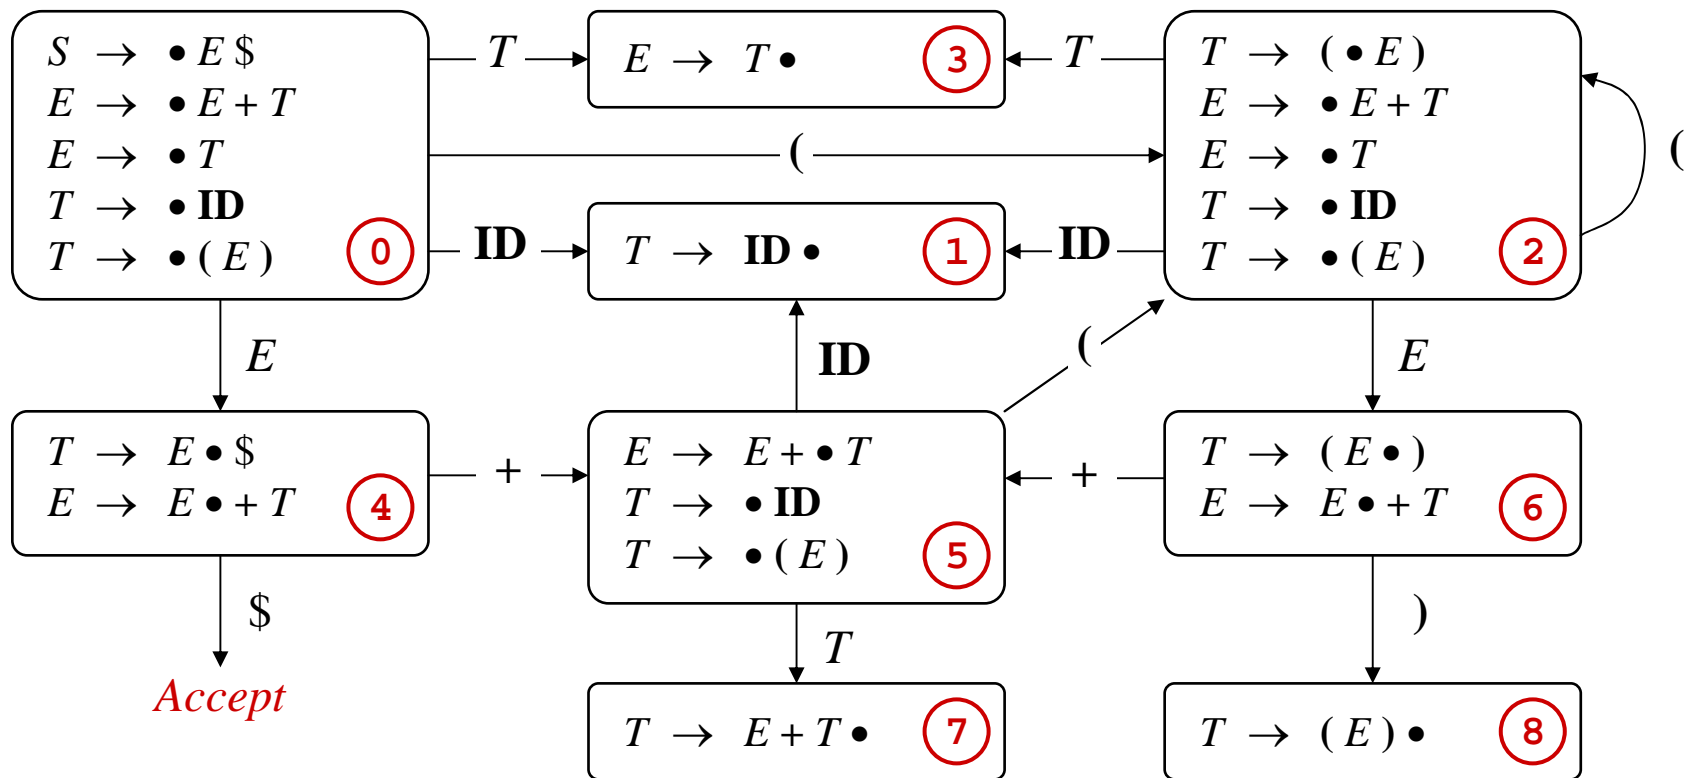 S → • E $
E → • E + T
E → • T
T → • ID
T → • ( E )
0
T
E → T •
3
T
T → ( • E )
E → • E + T
E → • T
T → • ID
T → • ( E )
2
(
(
ID
T → ID •
1
ID
E
ID
(
E
T → E • $
E → E • + T
4
+
E → E + • T
T → • ID
T → • ( E )
5
+
T → ( E • )
E → E • + T
6
$
T
)
Accept
T → E + T •
7
T → ( E ) •
8